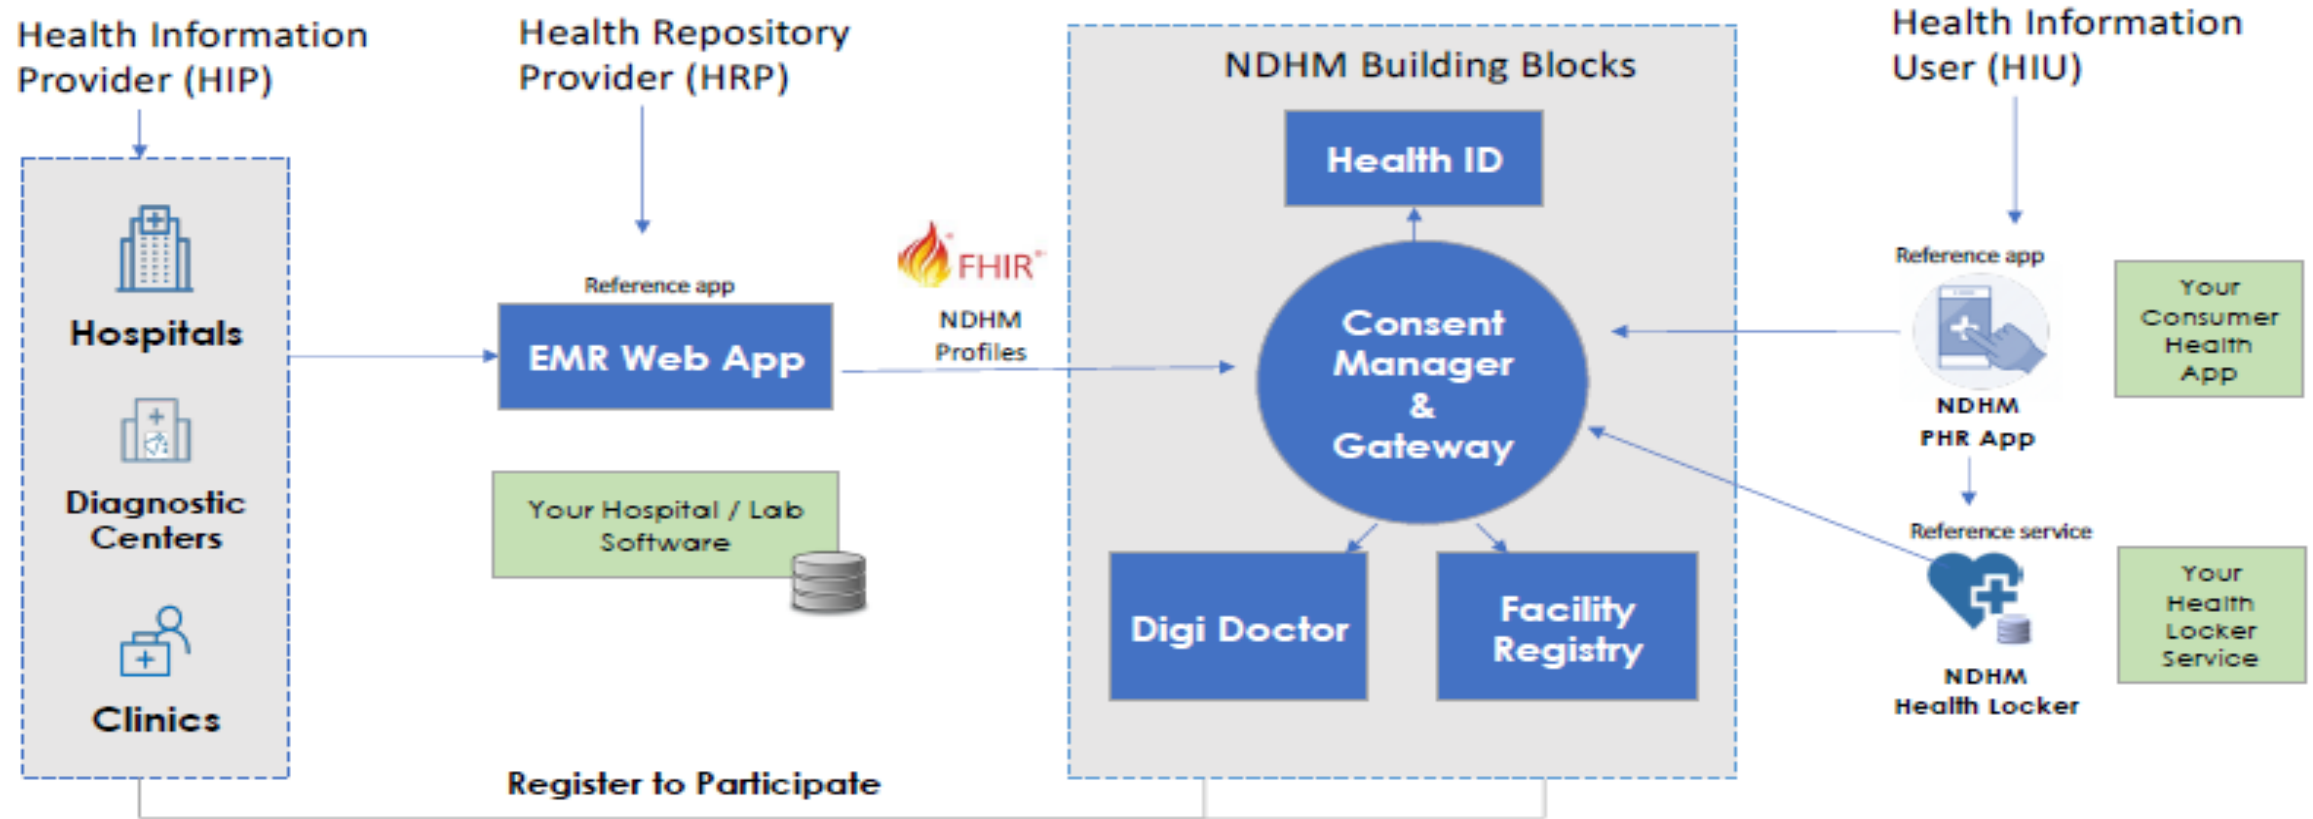 Health Information
Provider (HIP)
Hospitals
Diagnostic
Centers
Clinics
Health Repository
Provider (HRP)
Reference app
EMR Web App
Your Hospital / Lab
Software
FHIR
NDHM
Profiles
Register to Participate
NDHM Building Blocks
Health ID
Consent
Manager
&
Gateway
Digi Doctor
Facility
Registry
Health Information
User (HIU)
Reference app
NDHM
PHR App
Your
Consumer
Health
App
Reference service
NDHM
Health Locker
Your
Health
Locker
Service